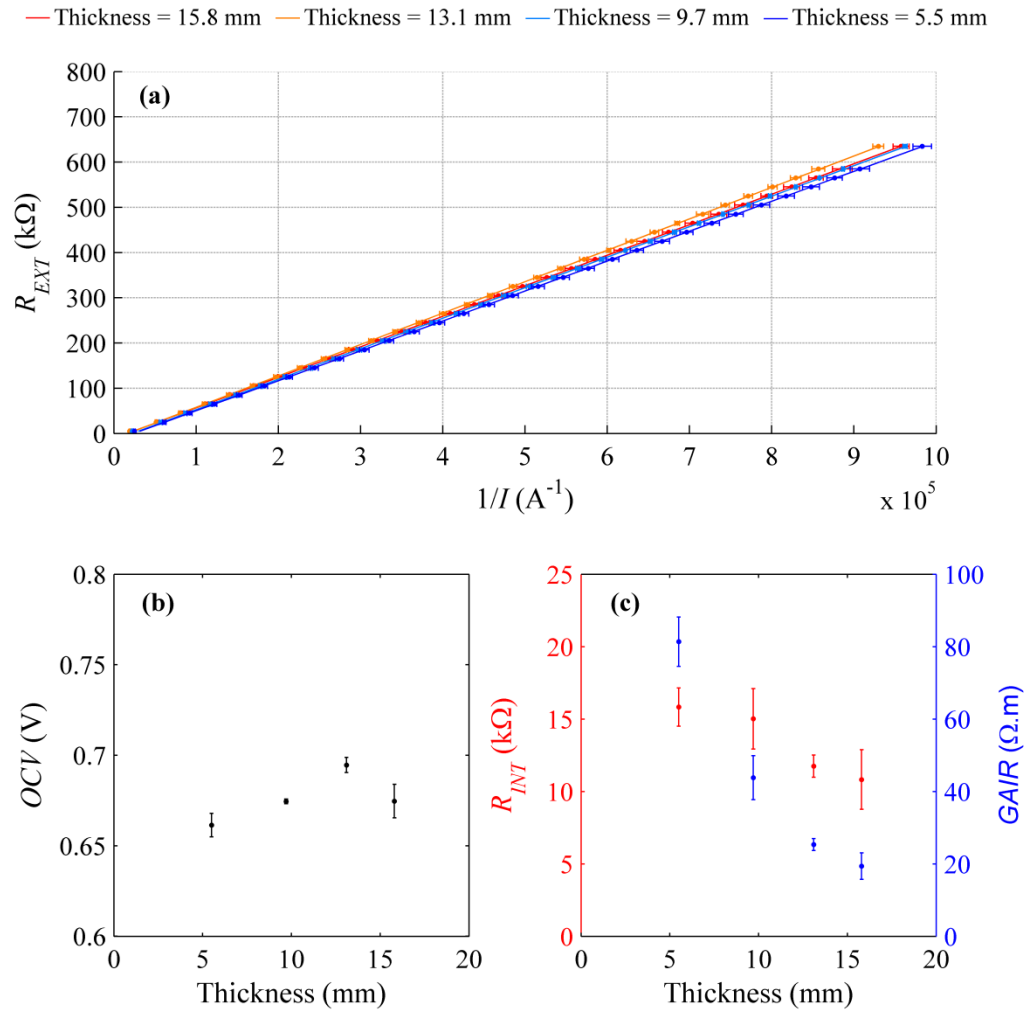 Thickness = 15.8 mm Thickness = 13.1 mm Thickness = 9.7 mm Thickness = 5.5 mm
(a)
800
700
600
500
400
300
200
100
0
R_EXT (kΩ)
0 1 2 3 4 5 6 7 8 9 10
1/I (A⁻¹)
x 10⁵
(b)
0.8
0.75
0.7
0.65
0.6
OCV (V)
0 5 10 15 20
Thickness (mm)
(c)
25
20
15
10
5
0
R_INT (kΩ)
100
80
60
40
20
0
GAIR (Ω.m)
0 5 10 15 20
Thickness (mm)